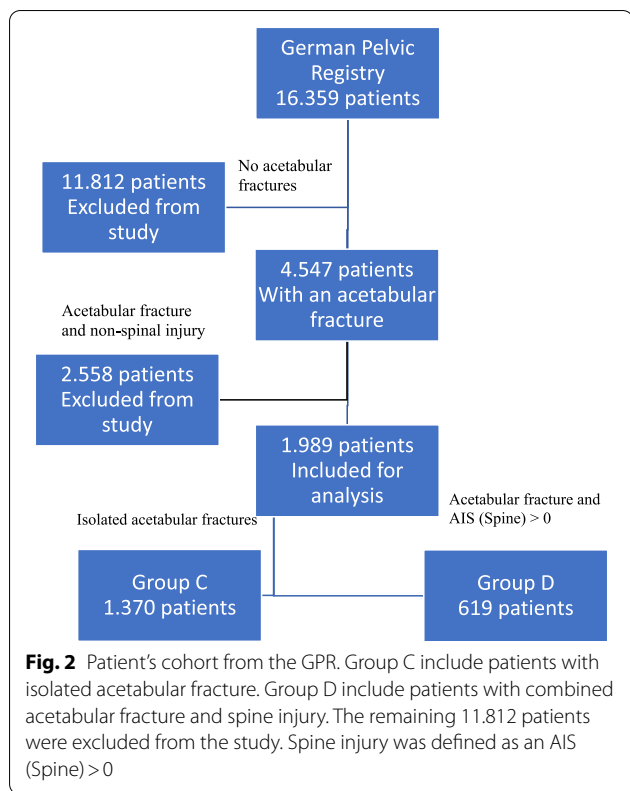 German Pelvic
Registry
16.359 patients
No acetabular
fractures
11.812 patients
Excluded from
study
4.547 patients
With an acetabular
fracture
Acetabular fracture
and non-spinal injury
2.558 patients
Excluded from
study
1.989 patients
Included for
analysis
Acetabular fracture and
AIS (Spine) > 0
Isolated acetabular fractures
Group C
1.370 patients
Group D
619 patients
Fig. 2 Patient's cohort from the GPR. Group C include patients with
isolated acetabular fracture. Group D include patients with combined
acetabular fracture and spine injury. The remaining 11.812 patients
were excluded from the study. Spine injury was defined as an AIS
(Spine) > 0